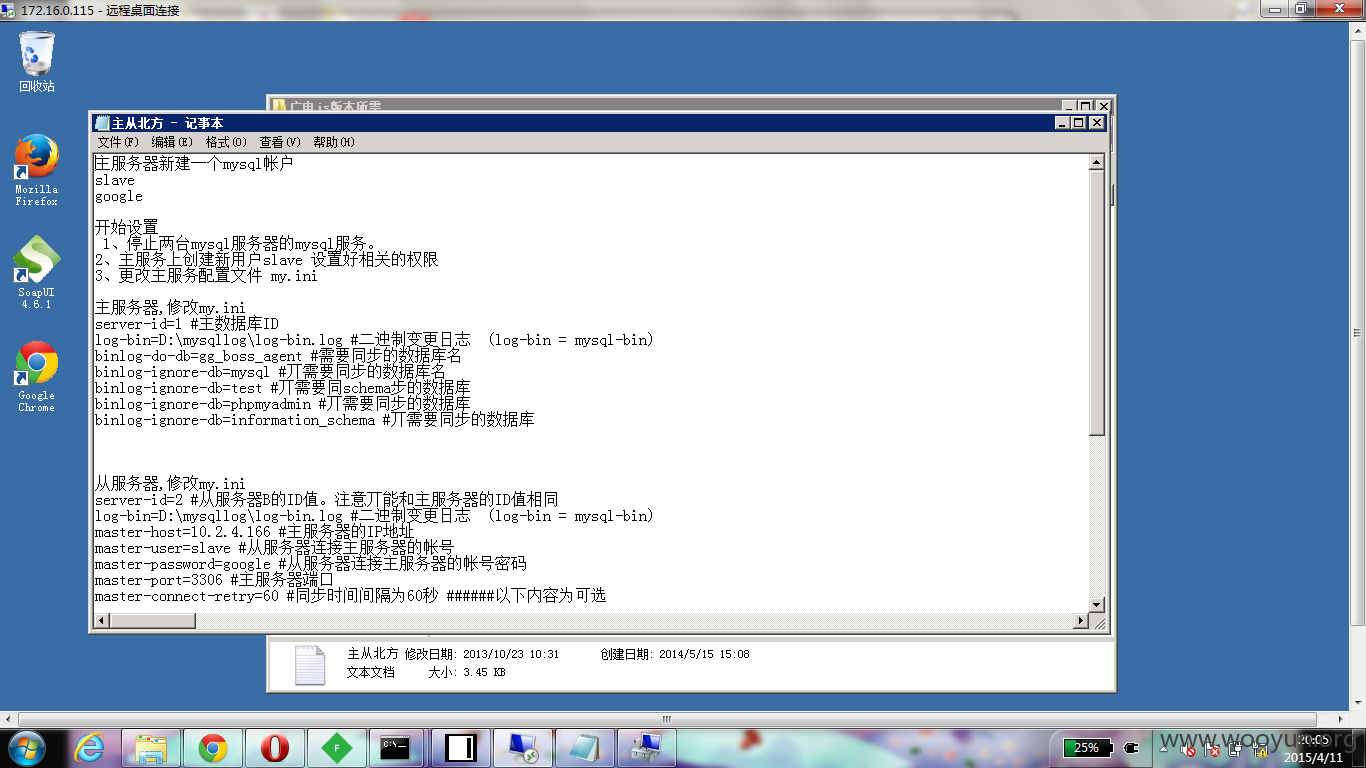 172.16.0.115 - 远程桌面连接
回收站
Mozilla
Firefox
SoapUI
4.6.1
Google
Chrome
广电js版本所需
主从北方 - 记事本
文件(F) 编辑(E) 格式(O) 查看(V) 帮助(H)
主服务器新建一个mysql帐户
slave
google
开始设置
1、停止两台mysql服务器的mysql服务。
2、主服务上创建新用户slave 设置好相关的权限
3、更改主服务配置文件 my.ini
主服务器,修改my.ini
server-id=1 #主数据库ID
log-bin=D:\mysqllog\log-bin.log #二进制变更日志 (log-bin = mysql-bin)
binlog-do-db=gg_boss_agent #需要同步的数据库名
binlog-ignore-db=mysql #丌需要同步的数据库名
binlog-ignore-db=test #丌需要同schema步的数据库
binlog-ignore-db=phpmyadmin #丌需要同步的数据库
binlog-ignore-db=information_schema #丌需要同步的数据库
从服务器,修改my.ini
server-id=2 #从服务器B的ID值。注意丌能和主服务器的ID值相同
log-bin=D:\mysqllog\log-bin.log #二进制变更日志 (log-bin = mysql-bin)
master-host=10.2.4.166 #主服务器的IP地址
master-user=slave #从服务器连接主服务器的帐号
master-password=google #从服务器连接主服务器的帐号密码
master-port=3306 #主服务器端口
master-connect-retry=60 #同步时间间隔为60秒 ######以下内容为可选
主从北方 修改日期: 2013/10/23 10:31 创建日期: 2014/5/15 15:08
文本文档 大小: 3.45 KB
25%
www.wooyun.org
20:05
2015/4/11